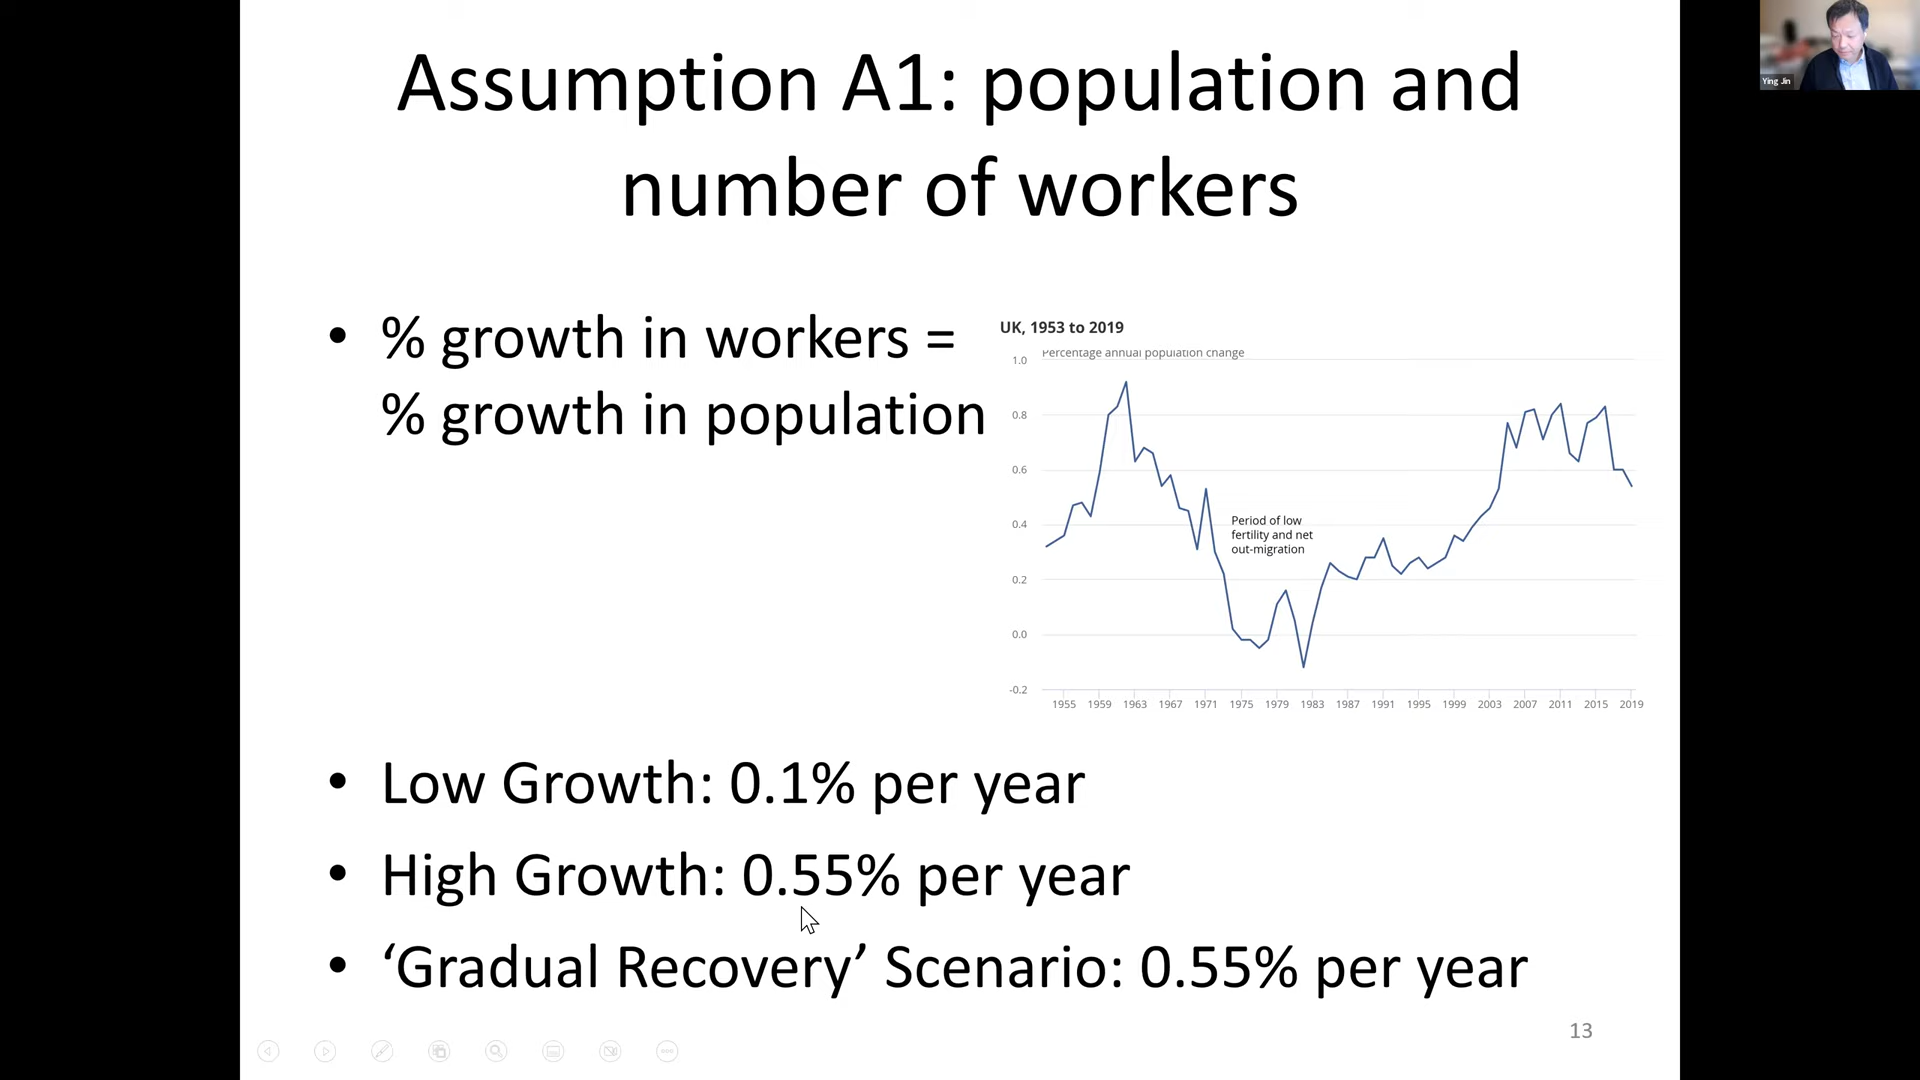 Assumption A1: population and
number of workers
• % growth in workers =
% growth in population
UK, 1953 to 2019
Percentage annual population change
1.0
0.8
0.6
0.4
0.2
0.0
-0.2
Period of low
fertility and net
out-migration
1955 1959 1963 1967 1971 1975 1979 1983 1987 1991 1995 1999 2003 2007 2011 2015 2019
• Low Growth: 0.1% per year
• High Growth: 0.55% per year
• ‘Gradual Recovery’ Scenario: 0.55% per year
13
Ying Jin